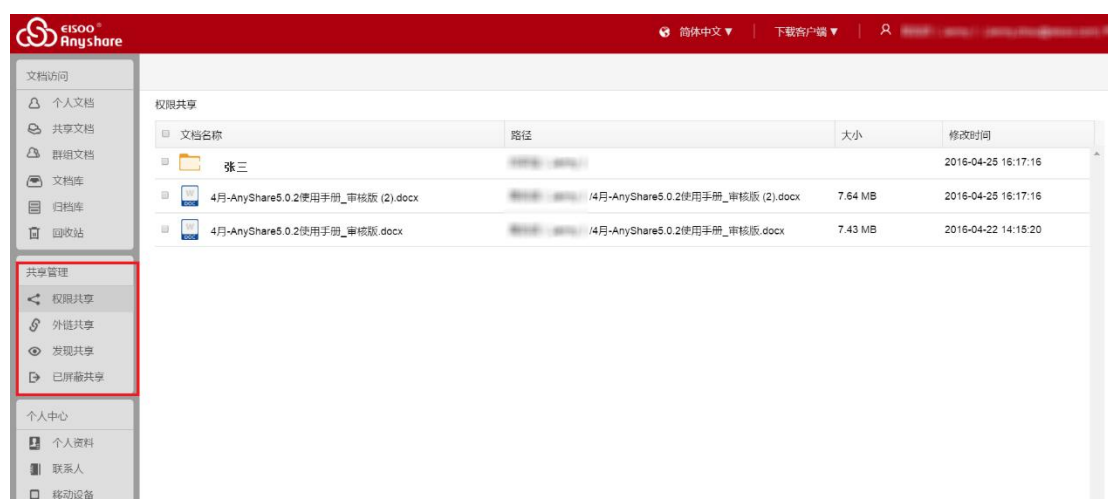 EISOO®
Anyshare
简体中文▼ 下载客户端▼
文档访问
个人文档
共享文档
群组文档
文档库
归档库
回收站
共享管理
权限共享
外链共享
发现共享
已屏蔽共享
个人中心
个人资料
联系人
移动设备
权限共享
文档名称 路径 大小 修改时间
张三 2016-04-25 16:17:16
4月-AnyShare5.0.2使用手册_审核版 (2).docx /4月-AnyShare5.0.2使用手册_审核版 (2).docx 7.64 MB 2016-04-25 16:17:16
4月-AnyShare5.0.2使用手册_审核版.docx /4月-AnyShare5.0.2使用手册_审核版.docx 7.43 MB 2016-04-22 14:15:20